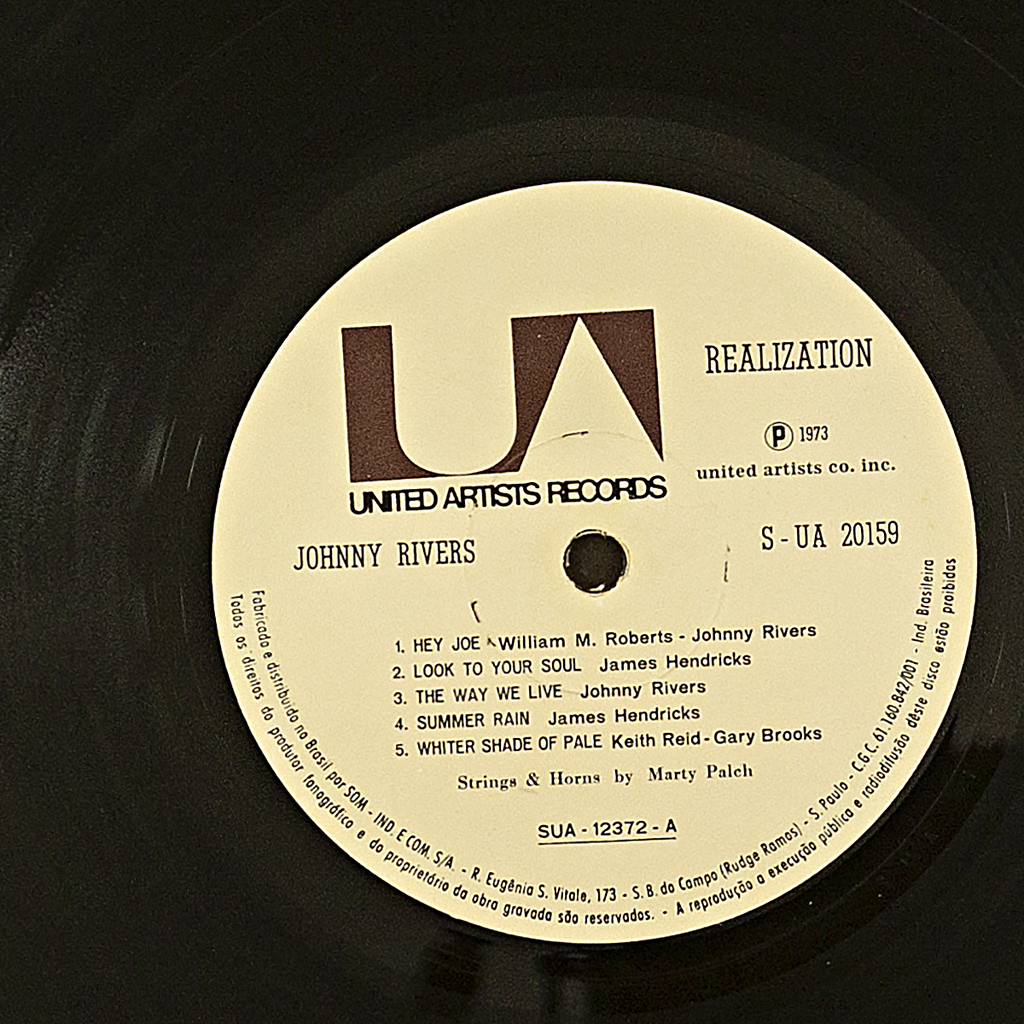 UA
UNITED ARTISTS RECORDS
REALIZATION
Ⓟ 1973
united artists co. inc.
JOHNNY RIVERS
S-UA 20159
1. HEY JOE William M. Roberts - Johnny Rivers
2. LOOK TO YOUR SOUL James Hendricks
3. THE WAY WE LIVE Johnny Rivers
4. SUMMER RAIN James Hendricks
5. WHITER SHADE OF PALE Keith Reid-Gary Brooks
Strings & Horns by Marty Palch
SUA - 12372 - A
Fabricado e distribuido no Brasil por SOM - IND. E COM. S/A. - R. Eugênia S. Vitale, 173 - S. B. do Campo (Rudge Ramos) - S. Paulo - C.G.C. 61.160.842/001 - Ind. Brasileira
Todos os direitos do produtor fonográfico e do proprietário da obra gravada são reservados. - A reprodução a execução pública e radiodifusão dêste disco estão proibidas